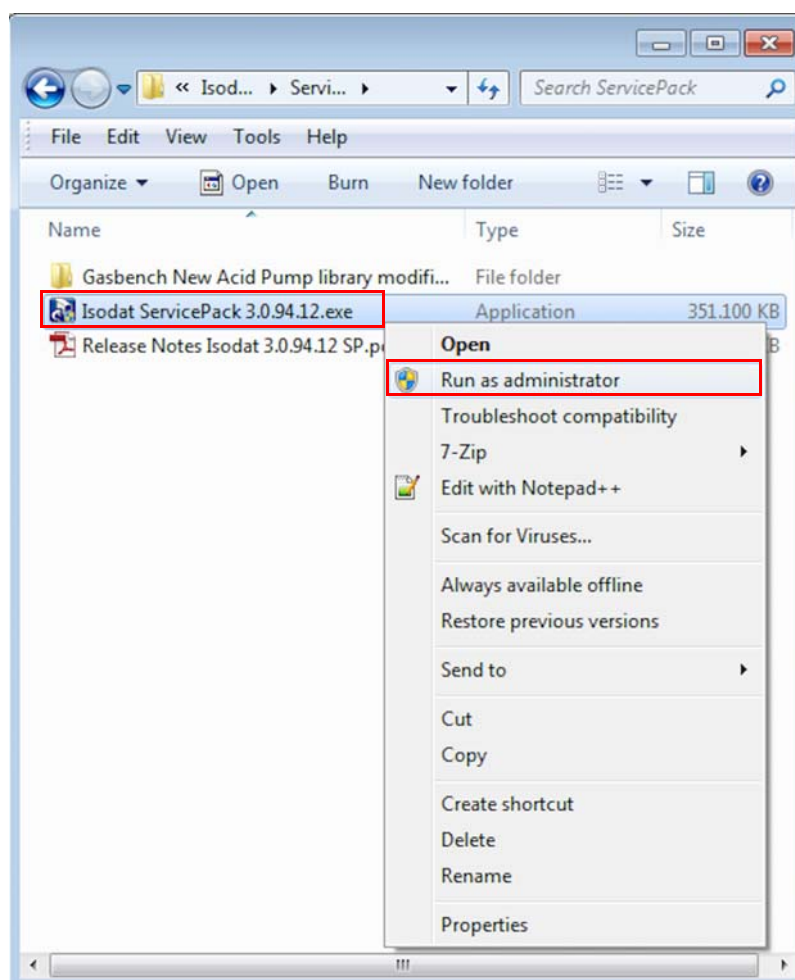 « Isod... Servi...
Search ServicePack
File Edit View Tools Help
Organize Open Burn New folder
Name Type Size
Gasbench New Acid Pump library modifi... File folder
Isodat ServicePack 3.0.94.12.exe Application 351.100 KB
Release Notes Isodat 3.0.94.12 SP.p B
Open
Run as administrator
Troubleshoot compatibility
7-Zip
Edit with Notepad++
Scan for Viruses...
Always available offline
Restore previous versions
Send to
Cut
Copy
Create shortcut
Delete
Rename
Properties